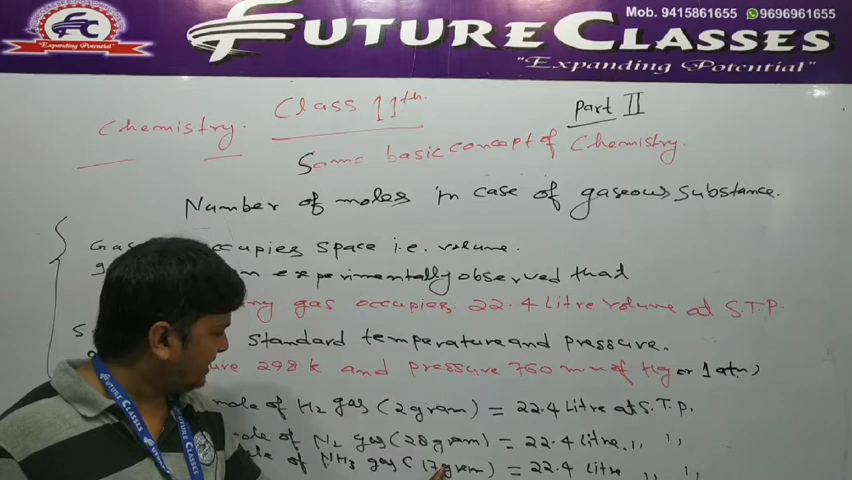 Mob. 9415861655 9696961655
FUTURE CLASSES
"Expanding Potential"
Expanding Potential
Chemistry. Class 11th. Part II
Some basic concept of Chemistry.
Number of moles in case of gaseous substance.
occupies space i.e. volume.
experimentally observed that
any gas occupies 22.4 Litre volume at S.T.P.
standard temperature and pressure.
298 k and pressure 760 mm of Hg or 1 atm)
mole of H2 gas (2 gram) = 22.4 Litre at S.T.P.
of N2 gas (28 gram) = 22.4 Litre ,, ,,
of NH3 gas (17 gram) = 22.4 Litre ,, ,,
FUTURE CLASSES